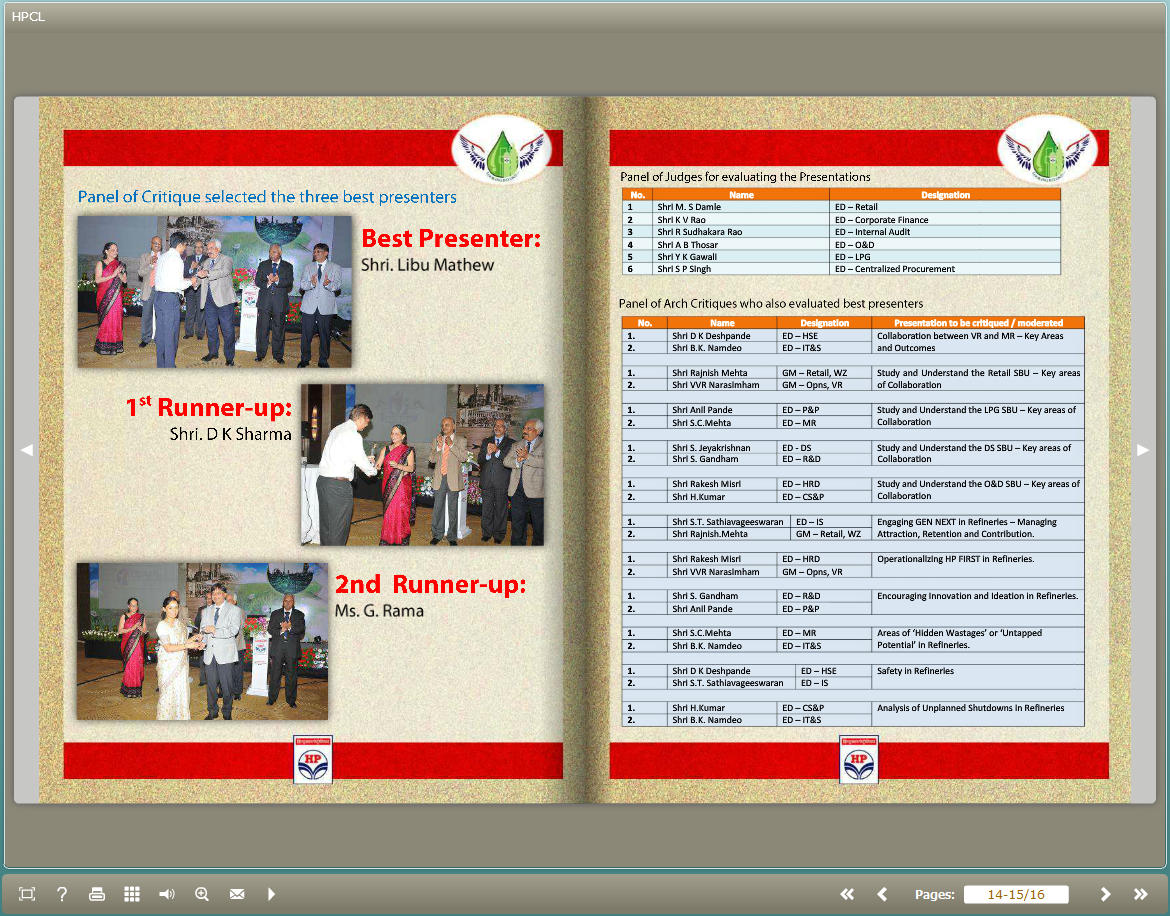 HPCL
Panel of Critique selected the three best presenters
Best Presenter:
Shri. Libu Mathew
1st Runner-up:
Shri. D K Sharma
2nd Runner-up:
Ms. G. Rama
HP
Panel of Judges for evaluating the Presentations
No. Name Designation
1 Shri M. S Damle ED – Retail
2 Shri K V Rao ED – Corporate Finance
3 Shri R Sudhakara Rao ED – Internal Audit
4 Shri A B Thosar ED – O&D
5 Shri Y K Gawali ED – LPG
6 Shri S P Singh ED – Centralized Procurement
Panel of Arch Critiques who also evaluated best presenters
No. Name Designation Presentation to be critiqued / moderated
1. Shri D K Deshpande ED – HSE Collaboration between VR and MR – Key Areas
2. Shri B.K. Namdeo ED – IT&S and Outcomes
1. Shri Rajnish Mehta GM – Retail, WZ Study and Understand the Retail SBU – Key areas
2. Shri VVR Narasimham GM – Opns, VR of Collaboration
1. Shri Anil Pande ED – P&P Study and Understand the LPG SBU – Key areas of
2. Shri S.C.Mehta ED – MR Collaboration
1. Shri S. Jeyakrishnan ED - DS Study and Understand the DS SBU – Key areas of
2. Shri S. Gandham ED – R&D Collaboration
1. Shri Rakesh Misri ED – HRD Study and Understand the O&D SBU – Key areas of
2. Shri H.Kumar ED – CS&P Collaboration
1. Shri S.T. Sathiavageeswaran ED – IS Engaging GEN NEXT in Refineries – Managing
2. Shri Rajnish.Mehta GM – Retail, WZ Attraction, Retention and Contribution.
1. Shri Rakesh Misri ED – HRD Operationalizing HP FIRST in Refineries.
2. Shri VVR Narasimham GM – Opns, VR
1. Shri S. Gandham ED – R&D Encouraging Innovation and Ideation in Refineries.
2. Shri Anil Pande ED – P&P
1. Shri S.C.Mehta ED – MR Areas of ‘Hidden Wastages’ or ‘Untapped
2. Shri B.K. Namdeo ED – IT&S Potential’ in Refineries.
1. Shri D K Deshpande ED – HSE Safety in Refineries
2. Shri S.T. Sathiavageeswaran ED – IS
1. Shri H.Kumar ED – CS&P Analysis of Unplanned Shutdowns in Refineries
2. Shri B.K. Namdeo ED – IT&S
HP
Pages: 14-15/16